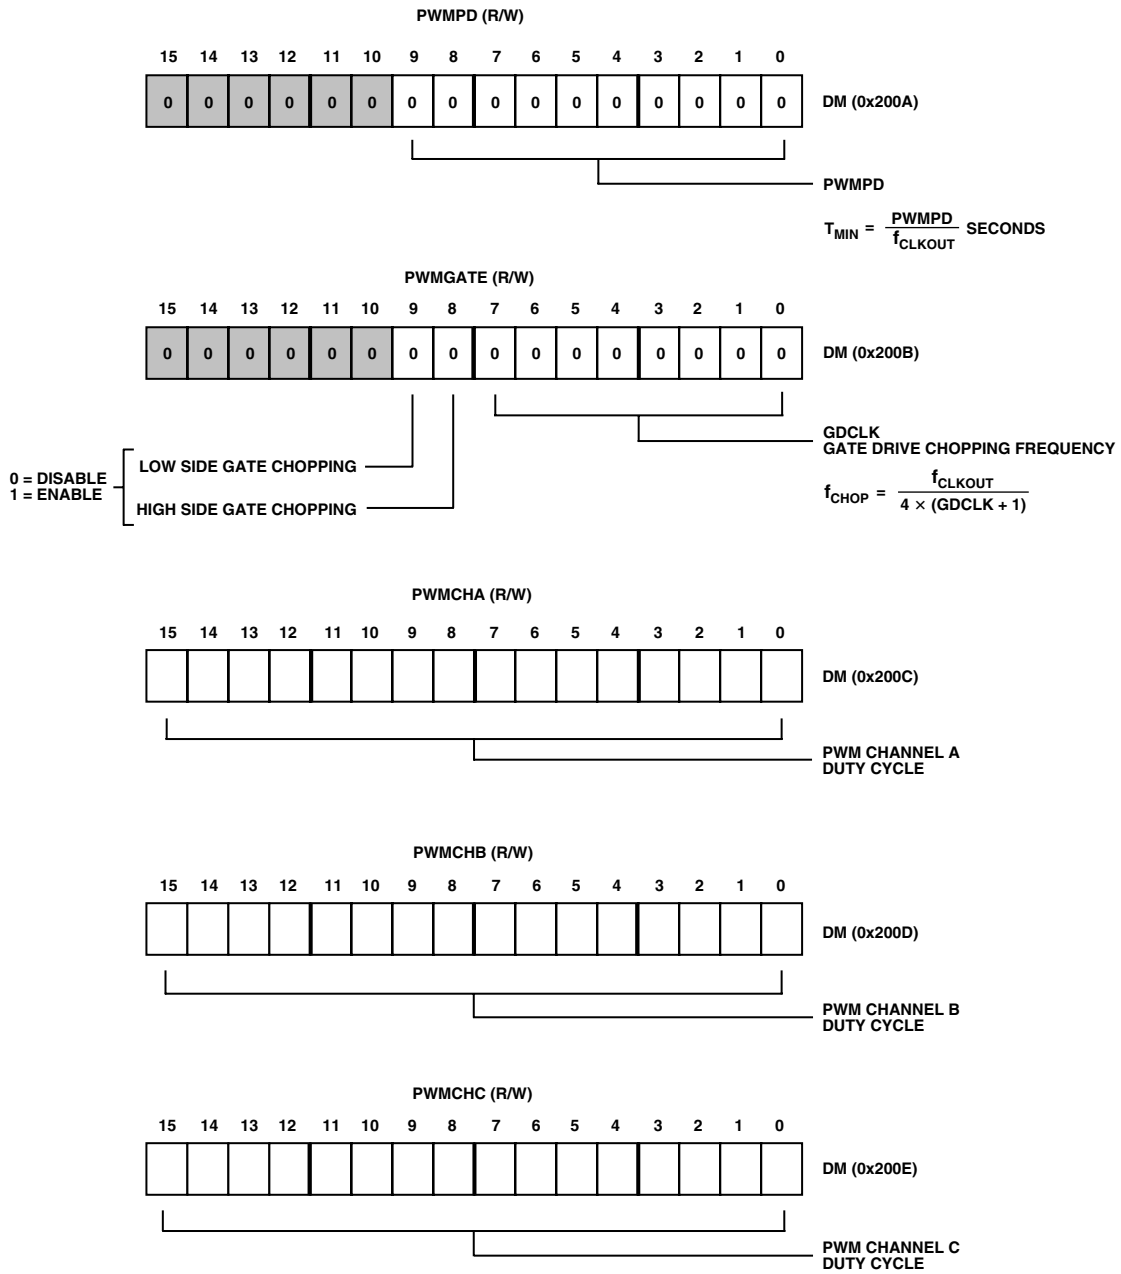 PWMPD (R/W)
15 14 13 12 11 10 9 8 7 6 5 4 3 2 1 0
0 0 0 0 0 0 0 0 0 0 0 0 0 0 0 0 DM (0x200A)
PWMPD
T_MIN = PWMPD / f_CLKOUT SECONDS
PWMGATE (R/W)
15 14 13 12 11 10 9 8 7 6 5 4 3 2 1 0
0 0 0 0 0 0 0 0 0 0 0 0 0 0 0 0 DM (0x200B)
GDCLK
GATE DRIVE CHOPPING FREQUENCY
0 = DISABLE
1 = ENABLE
LOW SIDE GATE CHOPPING
HIGH SIDE GATE CHOPPING
f_CHOP = f_CLKOUT / 4 × (GDCLK + 1)
PWMCHA (R/W)
15 14 13 12 11 10 9 8 7 6 5 4 3 2 1 0
DM (0x200C)
PWM CHANNEL A
DUTY CYCLE
PWMCHB (R/W)
15 14 13 12 11 10 9 8 7 6 5 4 3 2 1 0
DM (0x200D)
PWM CHANNEL B
DUTY CYCLE
PWMCHC (R/W)
15 14 13 12 11 10 9 8 7 6 5 4 3 2 1 0
DM (0x200E)
PWM CHANNEL C
DUTY CYCLE